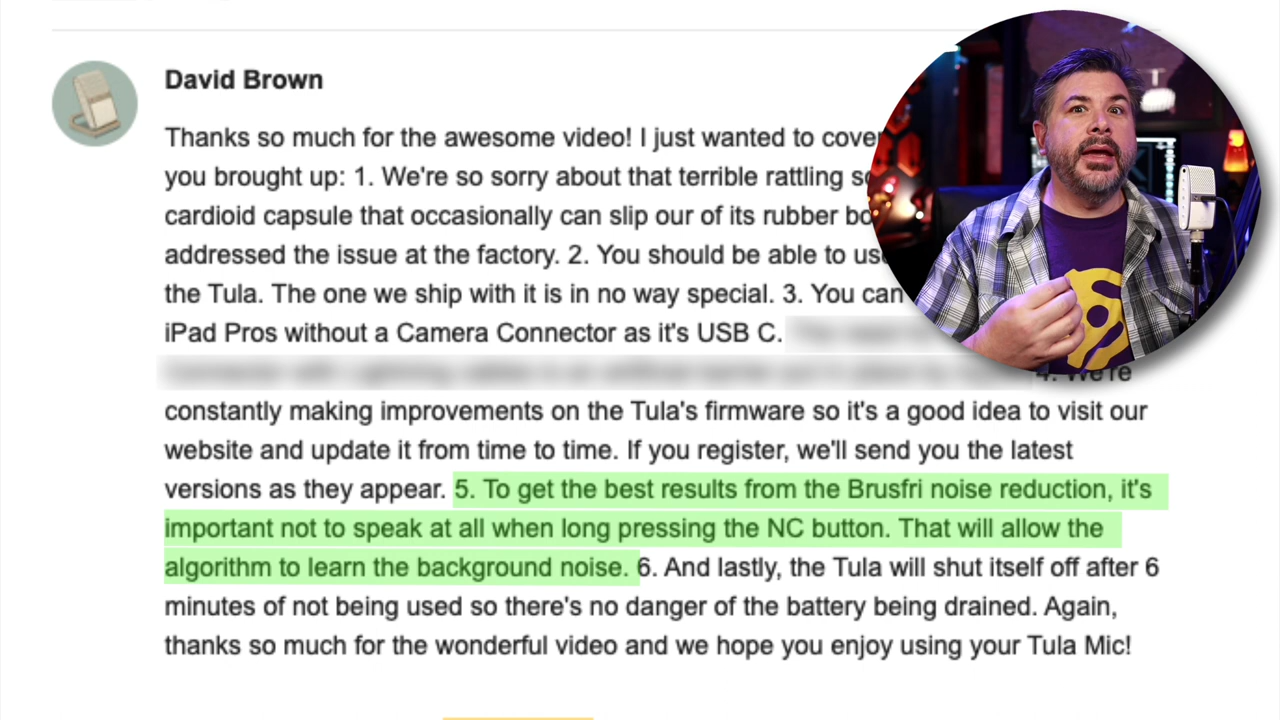 David Brown
Thanks so much for the awesome video! I just wanted to cover
you brought up: 1. We're so sorry about that terrible rattling
cardioid capsule that occasionally can slip our of its rubber
addressed the issue at the factory. 2. You should be able to
the Tula. The one we ship with it is in no way special. 3. You can
iPad Pros without a Camera Connector as it's USB C.
4. We're
constantly making improvements on the Tula's firmware so it's a good idea to visit our
website and update it from time to time. If you register, we'll send you the latest
versions as they appear. 5. To get the best results from the Brusfri noise reduction, it's
important not to speak at all when long pressing the NC button. That will allow the
algorithm to learn the background noise. 6. And lastly, the Tula will shut itself off after 6
minutes of not being used so there's no danger of the battery being drained. Again,
thanks so much for the wonderful video and we hope you enjoy using your Tula Mic!